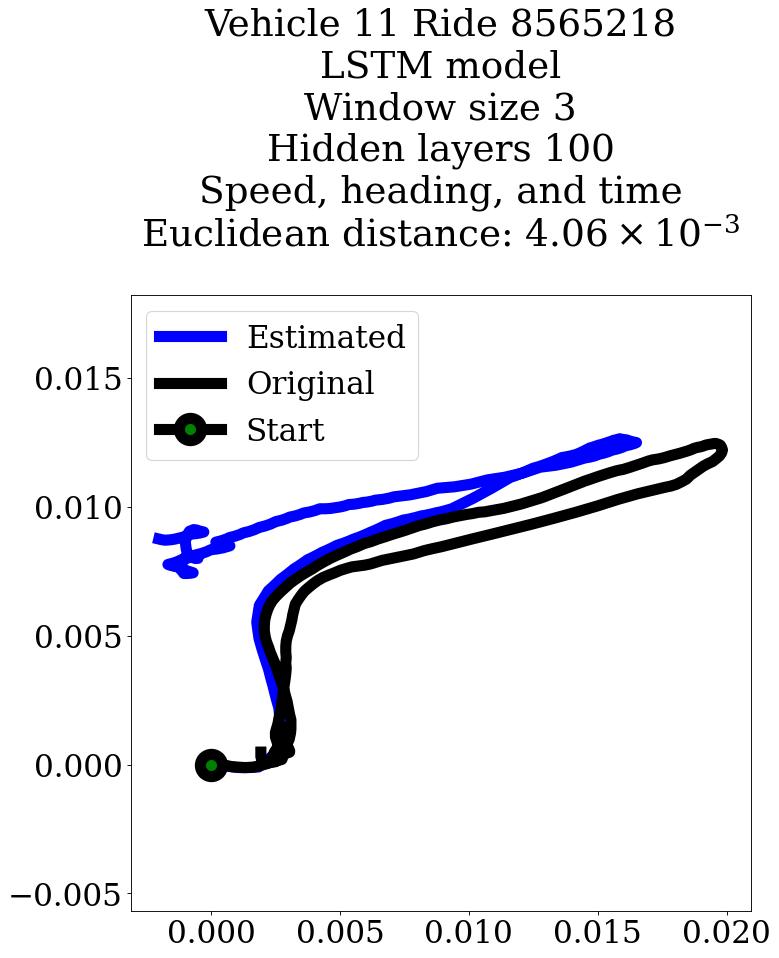 Vehicle 11 Ride 8565218
LSTM model
Window size 3
Hidden layers 100
Speed, heading, and time
Euclidean distance: 4.06 × 10⁻³
Estimated
Original
Start
0.015
0.010
0.005
0.000
−0.005
0.000 0.005 0.010 0.015 0.020